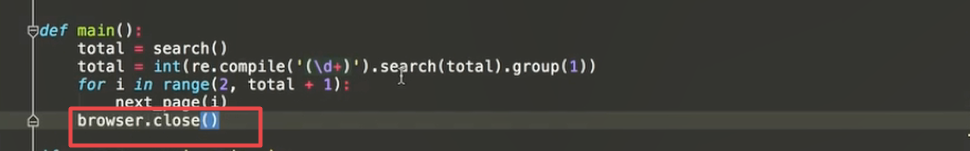 def main():
    total = search()
    total = int(re.compile('(\d+)').search(total).group(1))
    for i in range(2, total + 1):
        next_page(i)
    browser.close()